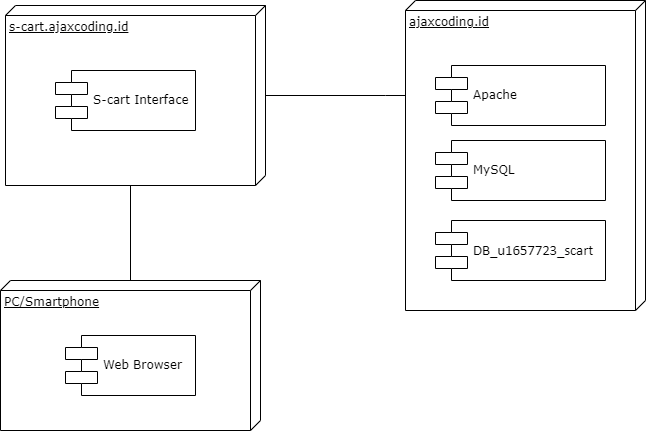 s-cart.ajaxcoding.id
S-cart Interface
ajaxcoding.id
Apache
MySQL
DB_u1657723_scart
PC/Smartphone
Web Browser